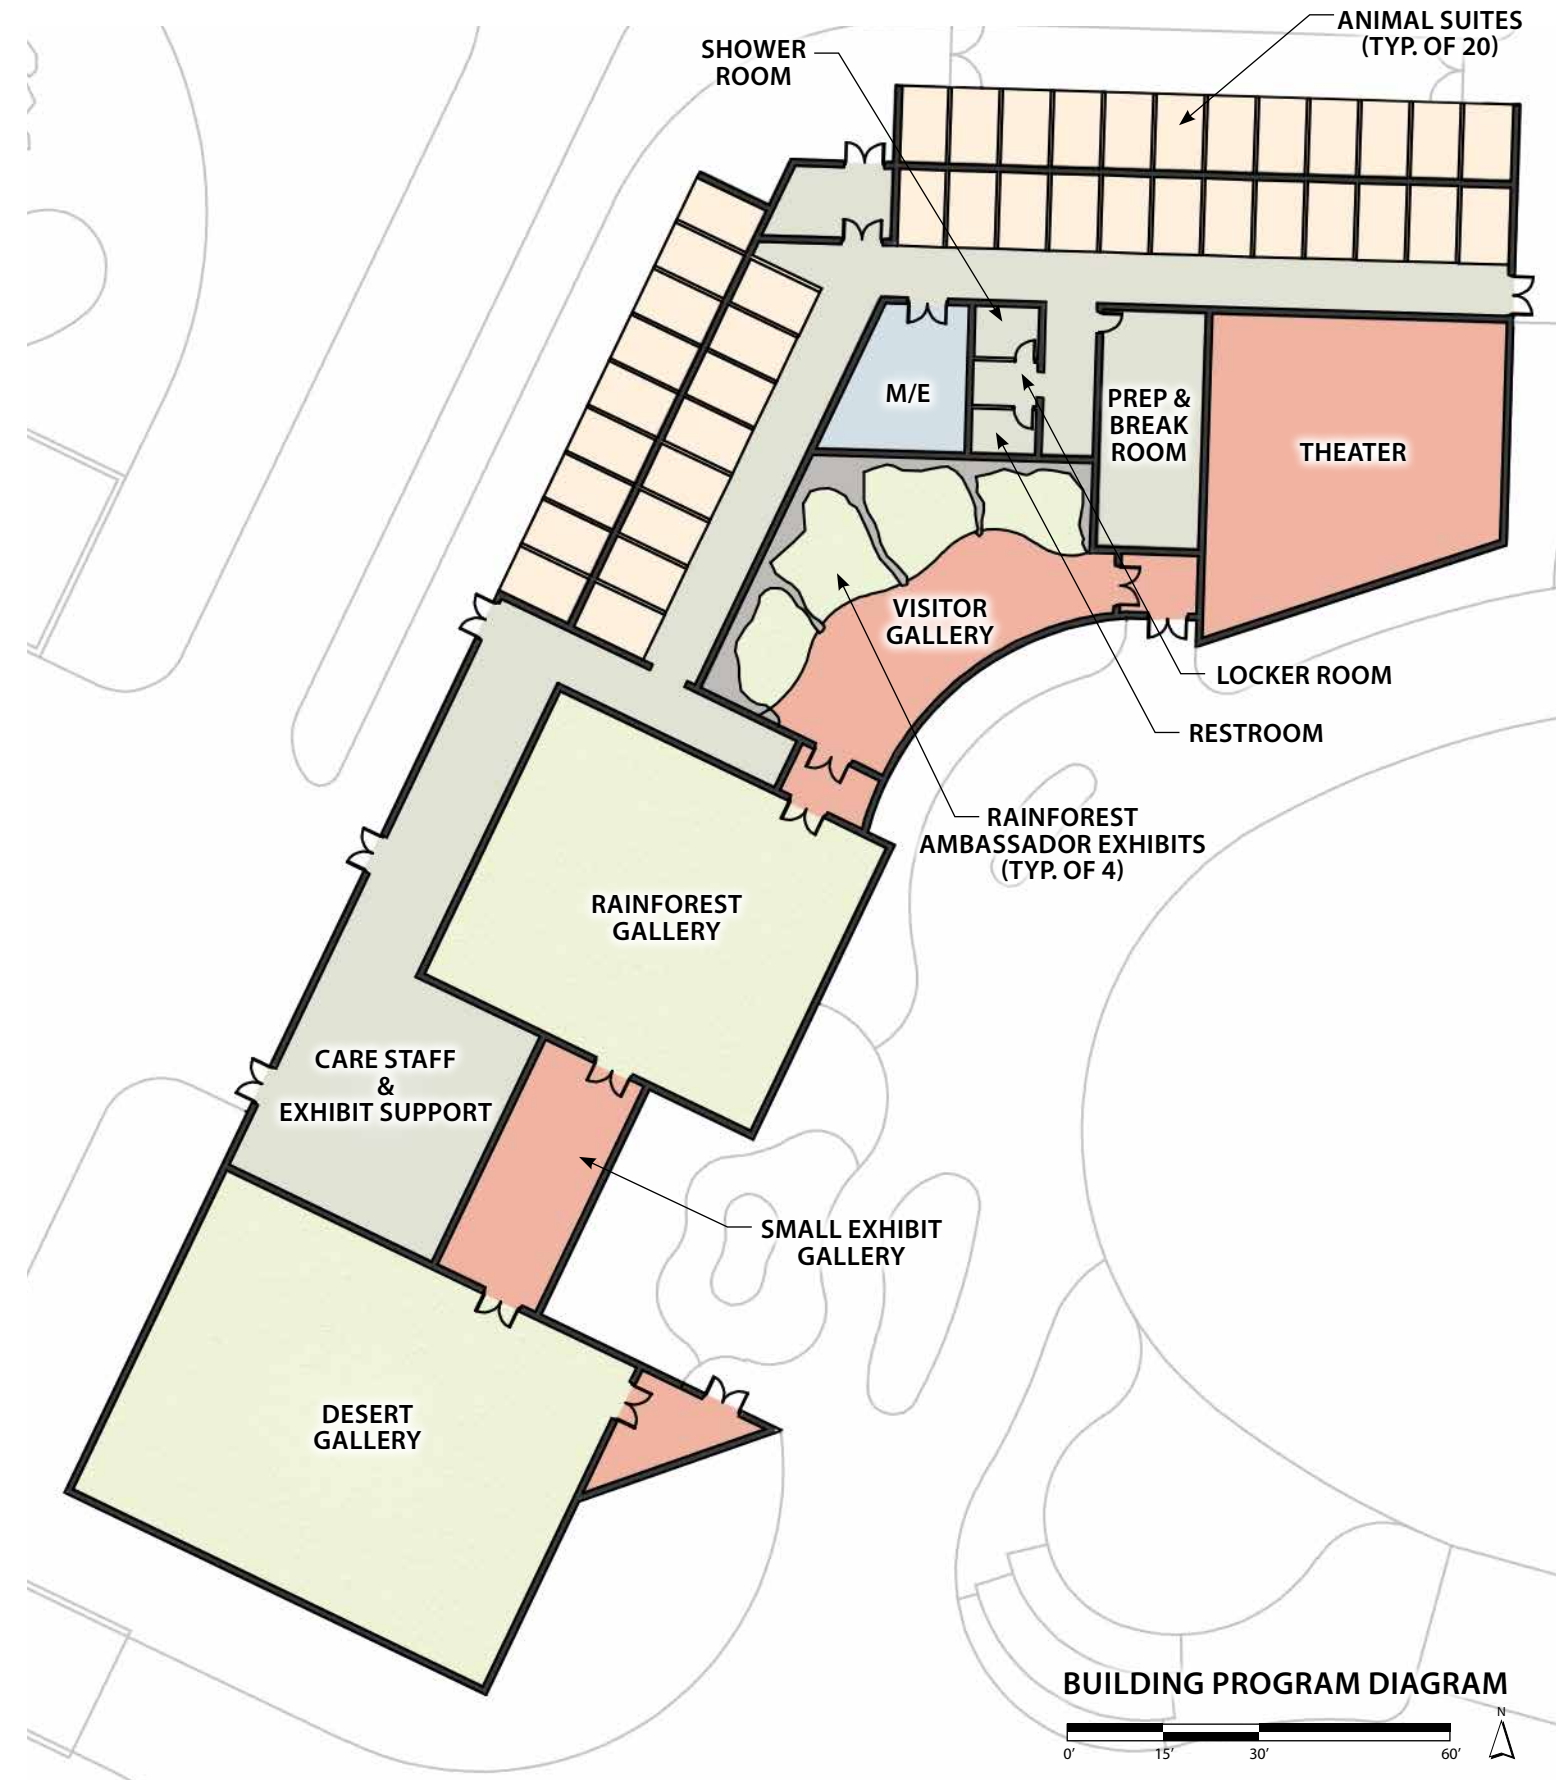 ANIMAL SUITES
(TYP. OF 20)
SHOWER
ROOM
M/E
PREP &
BREAK
ROOM
THEATER
VISITOR
GALLERY
LOCKER ROOM
RESTROOM
RAINFOREST
AMBASSADOR EXHIBITS
(TYP. OF 4)
RAINFOREST
GALLERY
CARE STAFF
&
EXHIBIT SUPPORT
SMALL EXHIBIT
GALLERY
DESERT
GALLERY
BUILDING PROGRAM DIAGRAM
N
0’ 15’ 30’ 60’